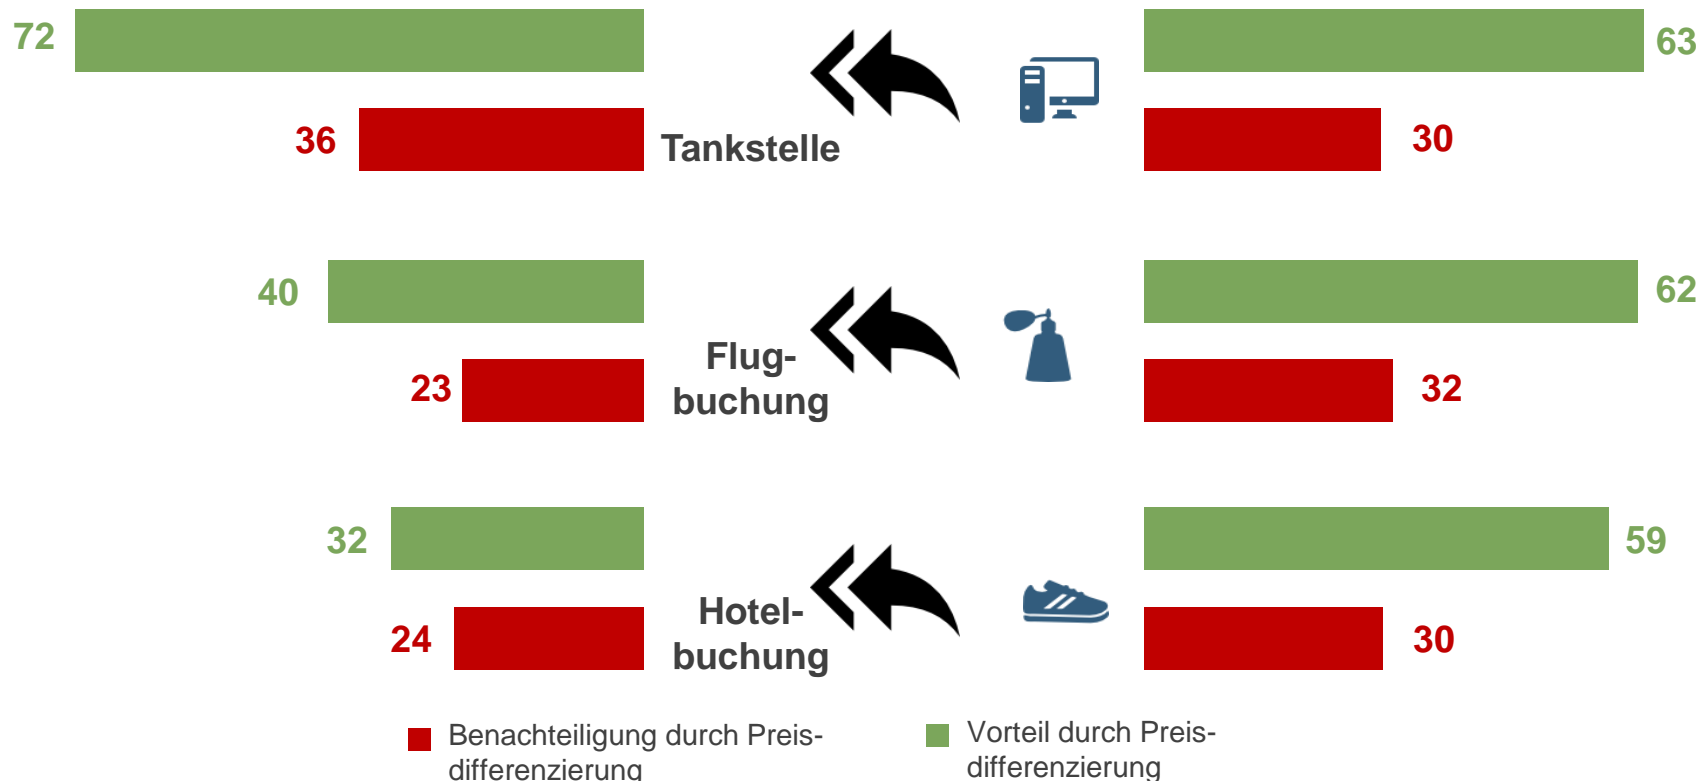 72
63
36
Tankstelle
30
40
62
Flug-
buchung
23
32
32
59
Hotel-
buchung
24
30
Benachteiligung durch Preis-
differenzierung
Vorteil durch Preis-
differenzierung